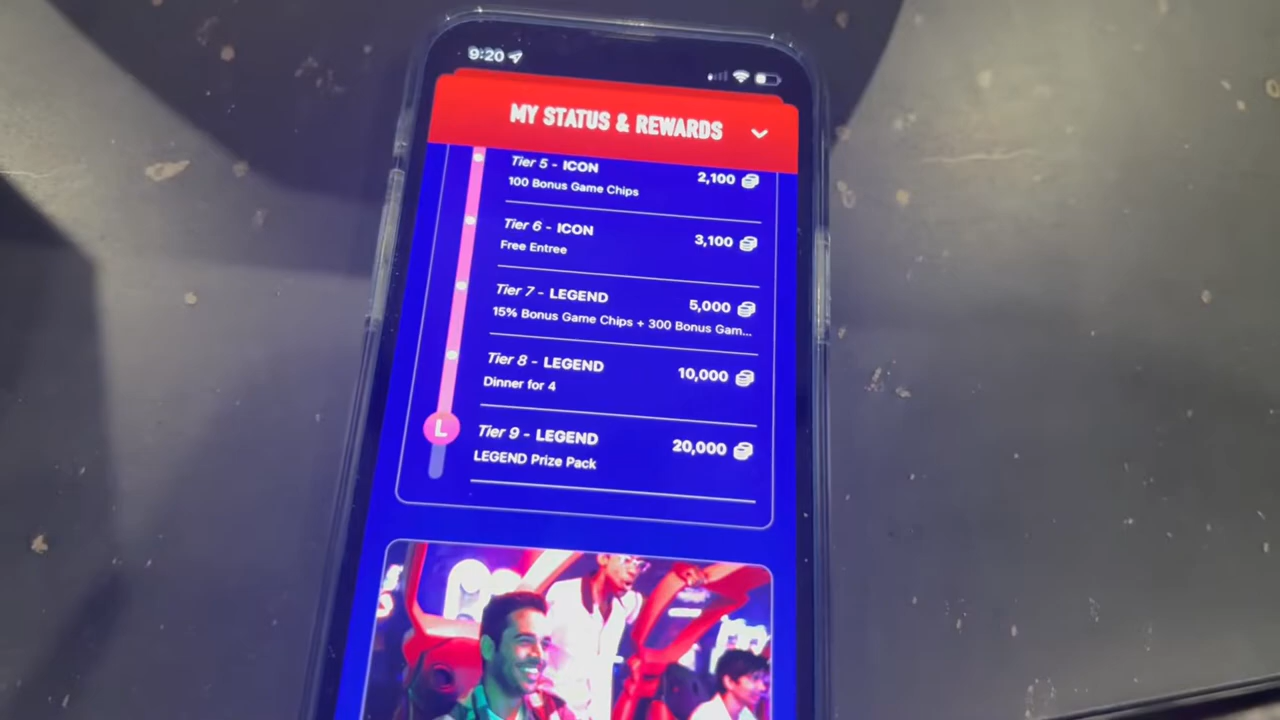 9:20
MY STATUS & REWARDS
Tier 5 - ICON 2,100
100 Bonus Game Chips
Tier 6 - ICON 3,100
Free Entree
Tier 7 - LEGEND 5,000
15% Bonus Game Chips + 300 Bonus Gam...
Tier 8 - LEGEND 10,000
Dinner for 4
L
Tier 9 - LEGEND 20,000
LEGEND Prize Pack